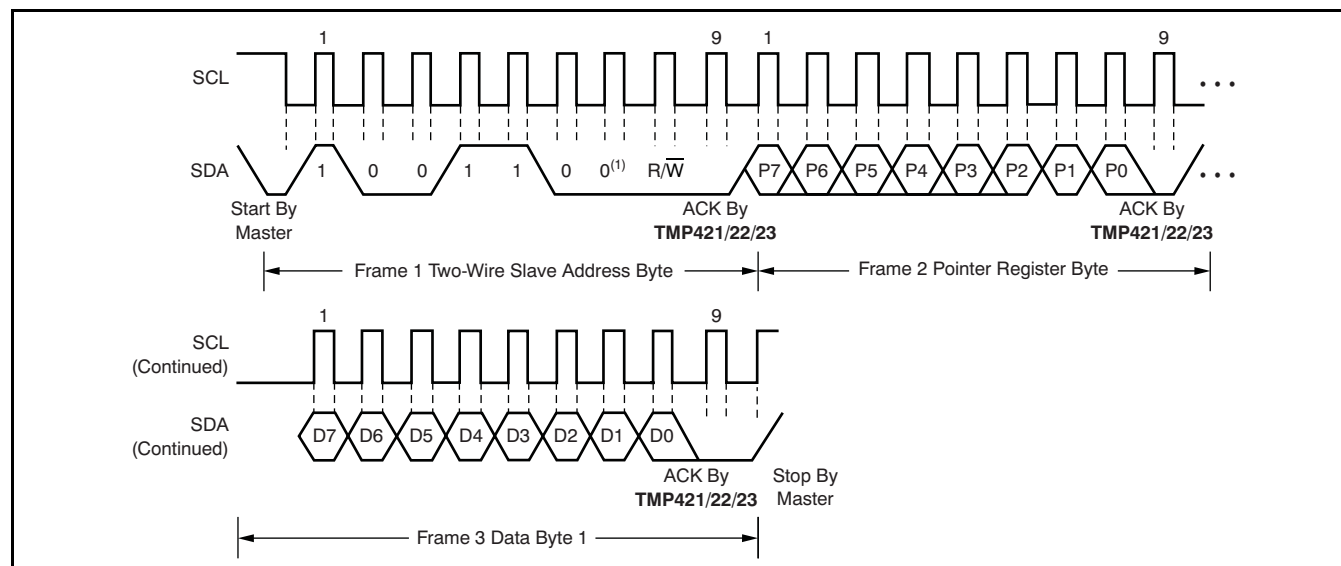 1 9 1 9
SCL ...
SDA 1 0 0 1 1 0 0(1) R/W̅ P7 P6 P5 P4 P3 P2 P1 P0 ...
Start By Master
ACK By TMP421/22/23
ACK By TMP421/22/23
Frame 1 Two-Wire Slave Address Byte
Frame 2 Pointer Register Byte
1 9
SCL (Continued)
SDA (Continued) D7 D6 D5 D4 D3 D2 D1 D0
ACK By TMP421/22/23
Stop By Master
Frame 3 Data Byte 1